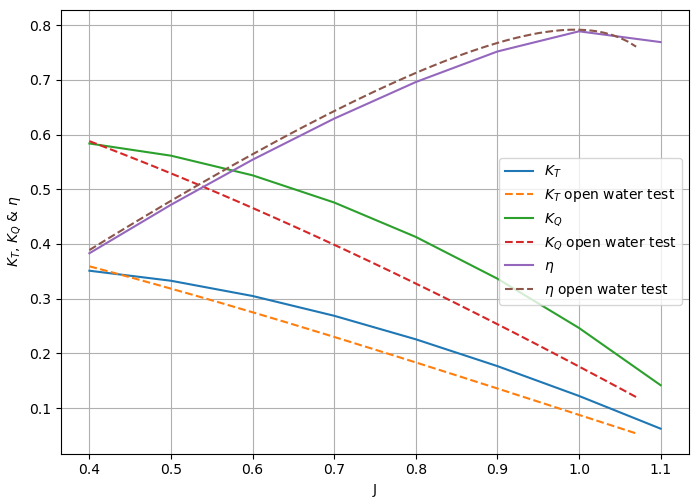 0.8
0.7
0.6
0.5
0.4
0.3
0.2
0.1
K_T, K_Q & η
K_T
K_T open water test
K_Q
K_Q open water test
η
η open water test
0.4 0.5 0.6 0.7 0.8 0.9 1.0 1.1
J